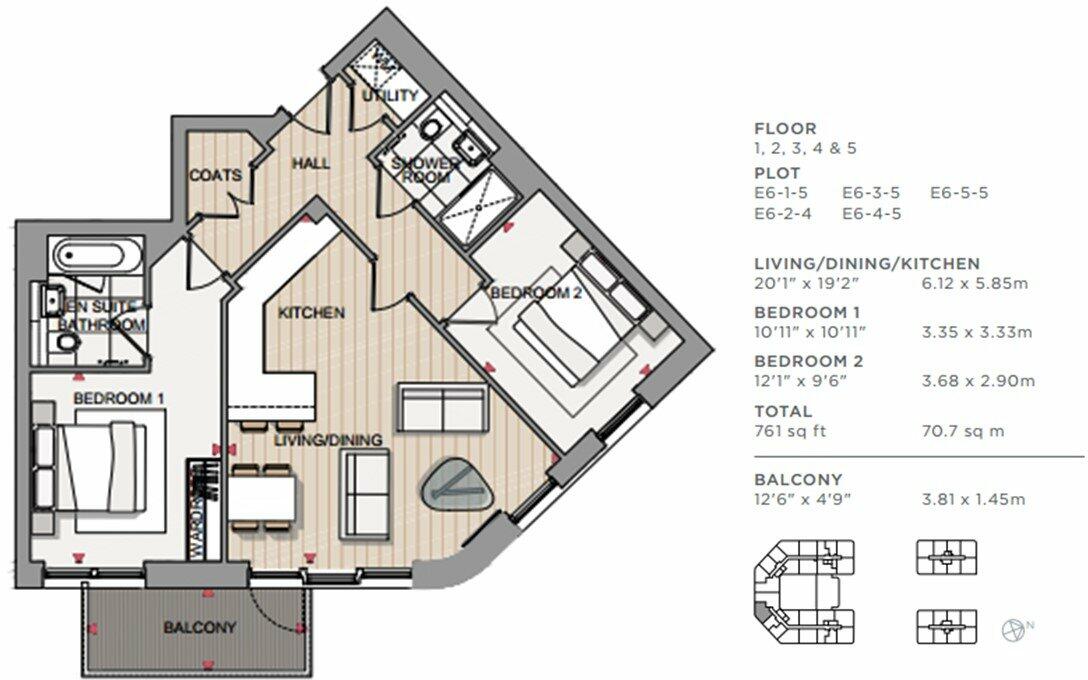 W/M
UTILITY
HALL
COATS
SHOWER
ROOM
BEDROOM 2
KITCHEN
EN SUITE
BATHROOM
BEDROOM 1
LIVING/DINING
BALCONY
FLOOR
1, 2, 3, 4 & 5
PLOT
E6-1-5 E6-3-5 E6-5-5
E6-2-4 E6-4-5
LIVING/DINING/KITCHEN
20'1" x 19'2" 6.12 x 5.85m
BEDROOM 1
10'11" x 10'11" 3.35 x 3.33m
BEDROOM 2
12'1" x 9'6" 3.68 x 2.90m
TOTAL
761 sq ft 70.7 sq m
BALCONY
12'6" x 4'9" 3.81 x 1.45m
N